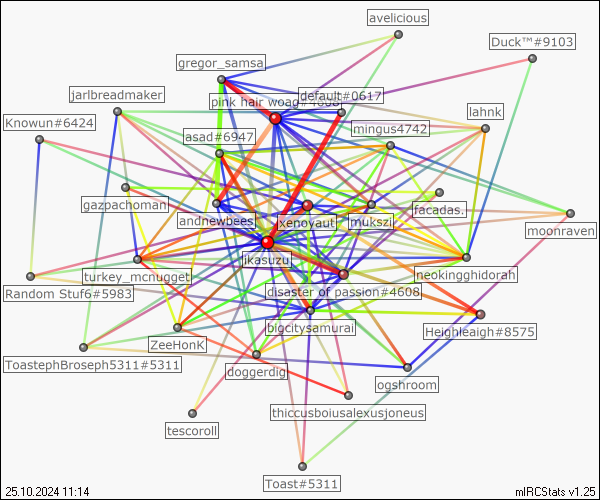 avelicious
Duck™#9103
gregor_samsa
default#0617
jarlbreadmaker
pink hair woag#4008
lahnk
Knowun#6424
mingus4742
asad#6947
gazpachoman
andnewbees
xenoyaut
mukszi
facadas.
moonraven
ikasuzu
turkey_mcnugget
neokingghidorah
Random Stuf6#5983
disaster of passion#4608
bigcitysamurai
Heighleaigh#8575
ZeeHonK
ToastephBroseph5311#5311
doggerdig
ogshroom
thiccusboiusalexusjoneus
tescoroll
Toast#5311
25.10.2024 11:14
mIRCStats v1.25